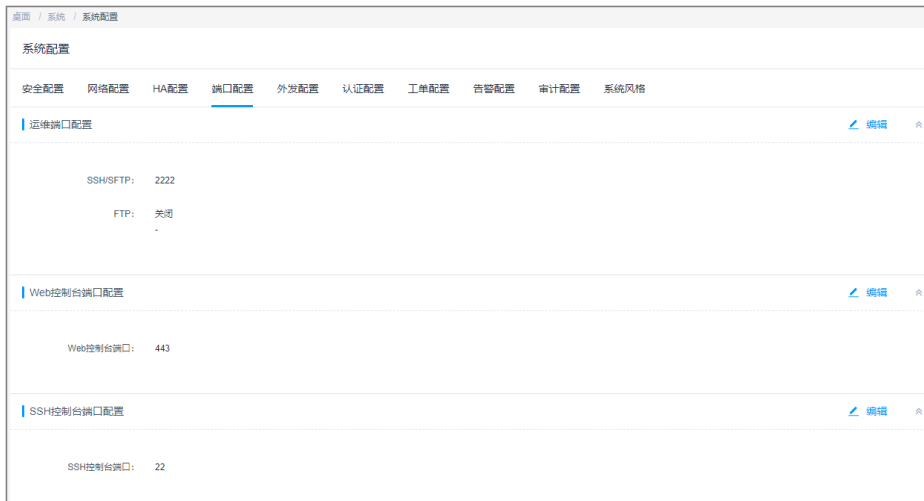 桌面 / 系统 / 系统配置
系统配置
安全配置 网络配置 HA配置 端口配置 外发配置 认证配置 工单配置 告警配置 审计配置 系统风格
运维端口配置 编辑
SSH/SFTP: 2222
FTP: 关闭
-
Web控制台端口配置 编辑
Web控制台端口: 443
SSH控制台端口配置 编辑
SSH控制台端口: 22